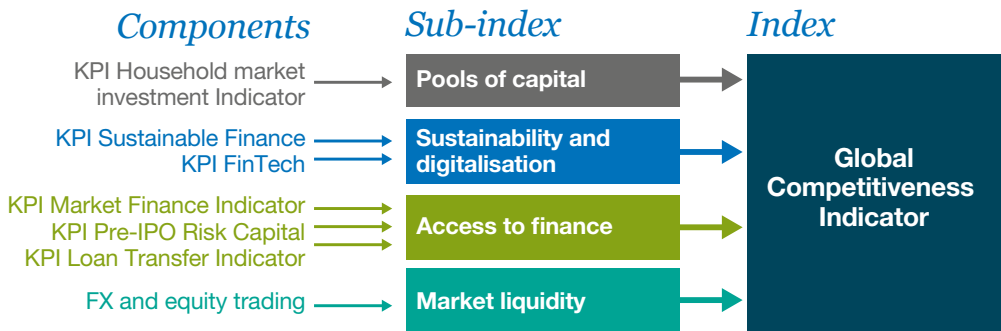 Components
Sub-index
Index
KPI Household market
investment Indicator
Pools of capital
KPI Sustainable Finance
KPI FinTech
Sustainability and
digitalisation
KPI Market Finance Indicator
KPI Pre-IPO Risk Capital
KPI Loan Transfer Indicator
Access to finance
FX and equity trading
Market liquidity
Global
Competitiveness
Indicator